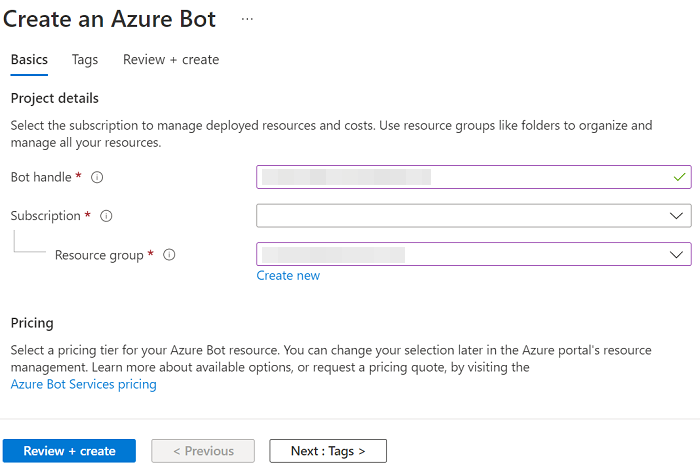 Create an Azure Bot ...
Basics Tags Review + create
Project details
Select the subscription to manage deployed resources and costs. Use resource groups like folders to organize and
manage all your resources.
Bot handle *
Subscription *
Resource group *
Create new
Pricing
Select a pricing tier for your Azure Bot resource. You can change your selection later in the Azure portal's resource
management. Learn more about available options, or request a pricing quote, by visiting the
Azure Bot Services pricing
Review + create < Previous Next : Tags >